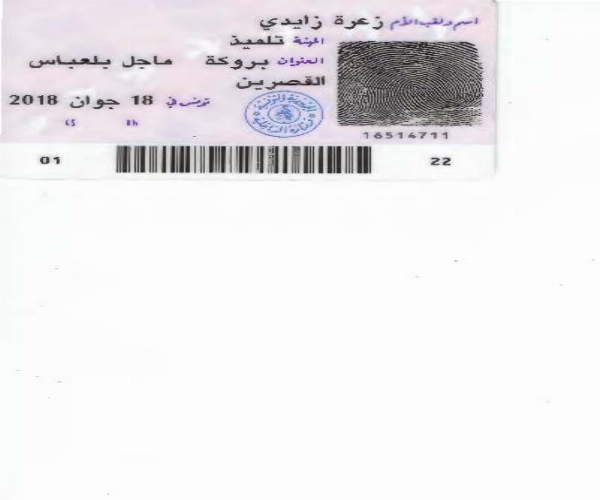 اسم ولقب الأم زعرة زايدي
المهنة تلميذ
العنوان بروكة ماجل بلعباس
القصرين
تونس في 18 جوان 2018
16514711
01 22